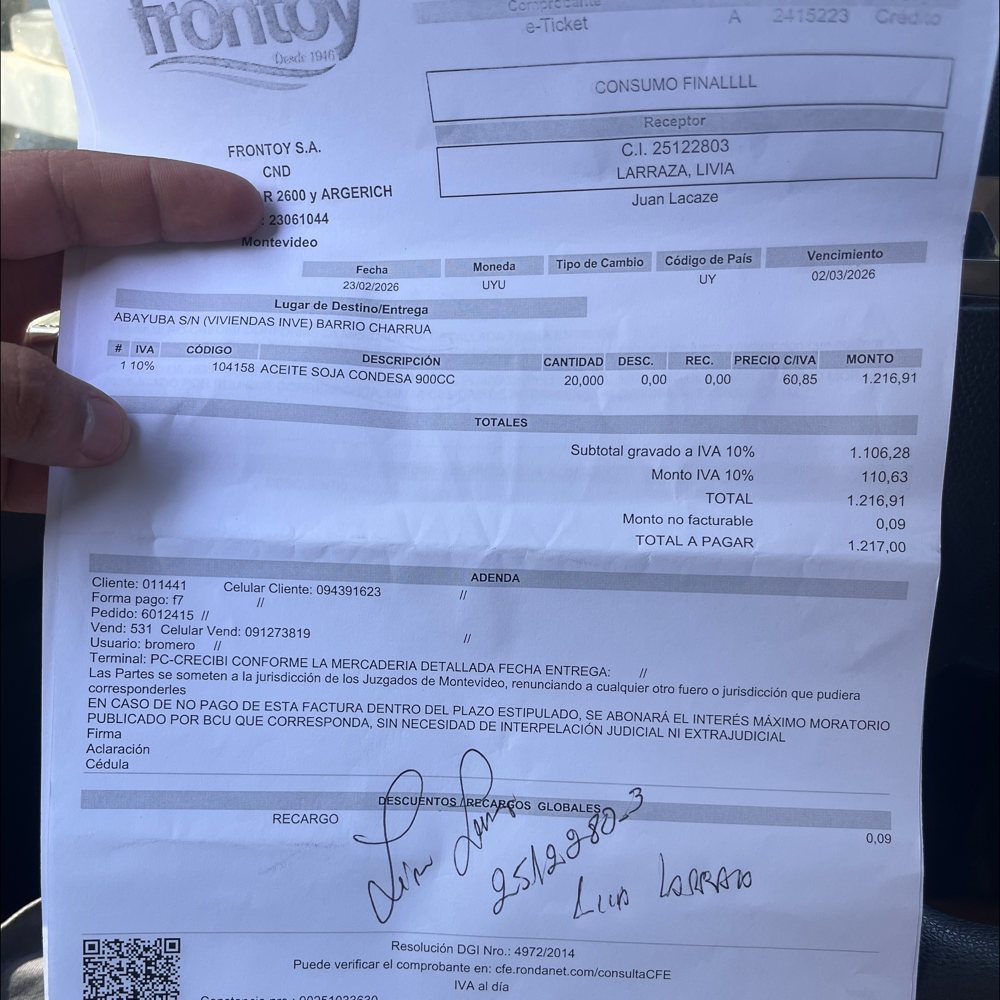 frontoy
Desde 1946
Comprobante
e-Ticket A 2415223 Crédito
CONSUMO FINALLLL
Receptor
C.I. 25122803
LARRAZA, LIVIA
Juan Lacaze
FRONTOY S.A.
CND
R 2600 y ARGERICH
: 23061044
Montevideo
Fecha Moneda Tipo de Cambio Código de País Vencimiento
23/02/2026 UYU UY 02/03/2026
Lugar de Destino/Entrega
ABAYUBA S/N (VIVIENDAS INVE) BARRIO CHARRUA
# IVA CÓDIGO DESCRIPCIÓN CANTIDAD DESC. REC. PRECIO C/IVA MONTO
1 10% 104158 ACEITE SOJA CONDESA 900CC 20,000 0,00 0,00 60,85 1.216,91
TOTALES
Subtotal gravado a IVA 10% 1.106,28
Monto IVA 10% 110,63
TOTAL 1.216,91
Monto no facturable 0,09
TOTAL A PAGAR 1.217,00
ADENDA
Cliente: 011441 Celular Cliente: 094391623 //
Forma pago: f7 //
Pedido: 6012415 //
Vend: 531 Celular Vend: 091273819 //
Usuario: bromero //
Terminal: PC-CRECIBI CONFORME LA MERCADERIA DETALLADA FECHA ENTREGA: //
Las Partes se someten a la jurisdicción de los Juzgados de Montevideo, renunciando a cualquier otro fuero o jurisdicción que pudiera
corresponderles
EN CASO DE NO PAGO DE ESTA FACTURA DENTRO DEL PLAZO ESTIPULADO, SE ABONARÁ EL INTERÉS MÁXIMO MORATORIO
PUBLICADO POR BCU QUE CORRESPONDA, SIN NECESIDAD DE INTERPELACIÓN JUDICIAL NI EXTRAJUDICIAL
Firma
Aclaración
Cédula
DESCUENTOS / RECARGOS GLOBALES
RECARGO 0,09
2512280-3
Resolución DGI Nro.: 4972/2014
Puede verificar el comprobante en: cfe.rondanet.com/consultaCFE
IVA al día